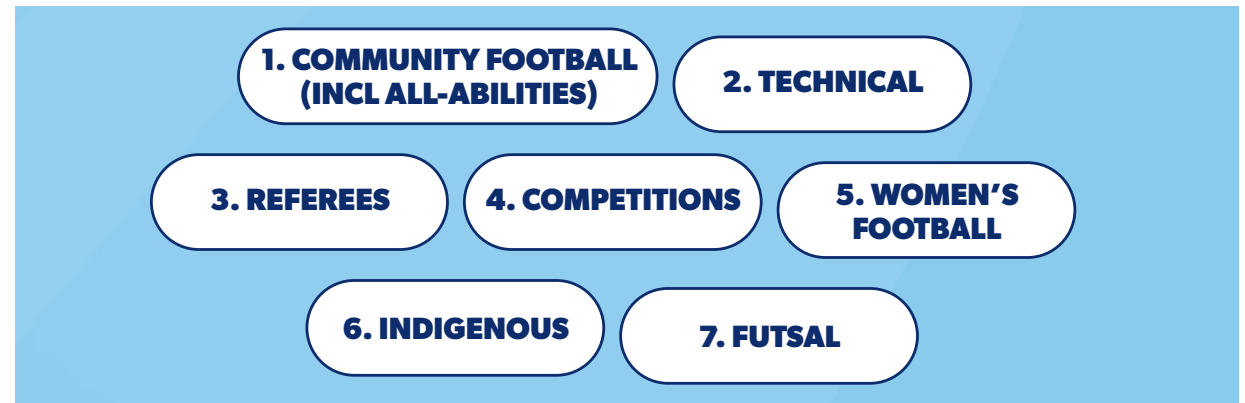 1. COMMUNITY FOOTBALL
(INCL ALL-ABILITIES)
2. TECHNICAL
3. REFEREES
4. COMPETITIONS
5. WOMEN’S
FOOTBALL
6. INDIGENOUS
7. FUTSAL